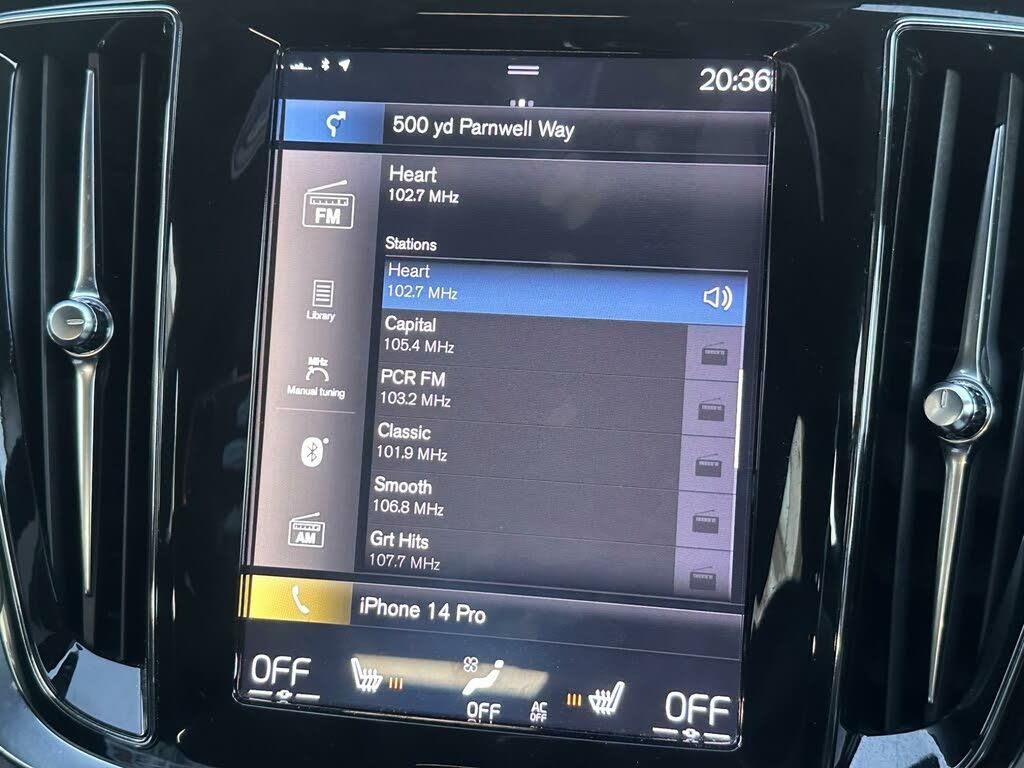 20:36
500 yd Parnwell Way
Heart
102.7 MHz
FM
Stations
Heart
102.7 MHz
Library
Capital
105.4 MHz
MHz
Manual tuning
PCR FM
103.2 MHz
Classic
101.9 MHz
Smooth
106.8 MHz
AM
Grt Hits
107.7 MHz
iPhone 14 Pro
OFF
OFF
AC
OFF
OFF